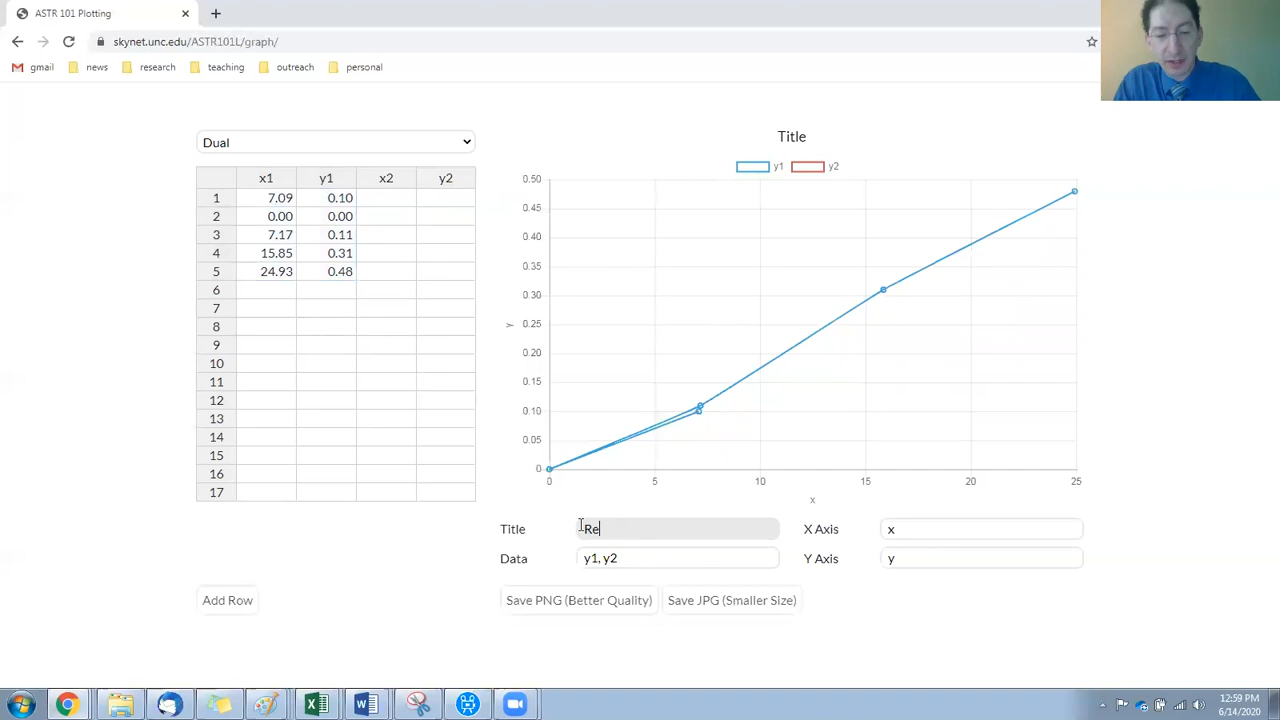 ASTR 101 Plotting
skynet.unc.edu/ASTR101L/graph/
gmail news research teaching outreach personal
Dual
x1 y1 x2 y2
1 7.09 0.10
2 0.00 0.00
3 7.17 0.11
4 15.85 0.31
5 24.93 0.48
6
7
8
9
10
11
12
13
14
15
16
17
Add Row
Title
y1 y2
0.50
0.45
0.40
0.35
0.30
0.25
0.20
0.15
0.10
0.05
0
y
0 5 10 15 20 25
x
Title Re X Axis x
Data y1, y2 Y Axis y
Save PNG (Better Quality) Save JPG (Smaller Size)
12:59 PM
6/14/2020